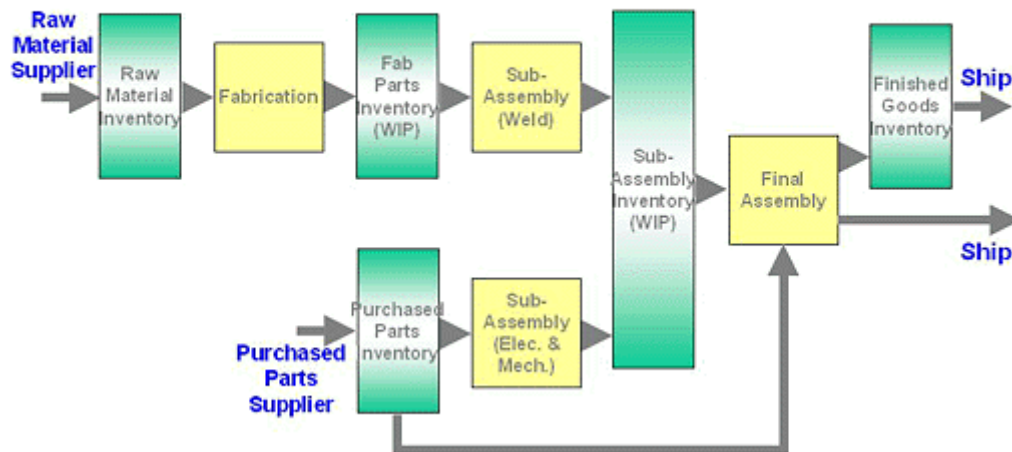 Raw
Material
Supplier
Raw
Material
Inventory
Fabrication
Fab
Parts
Inventory
(WIP)
Sub-
Assembly
(Weld)
Sub-
Assembly
Inventory
(WIP)
Final
Assembly
Finished
Goods
Inventory
Ship
Ship
Purchased
Parts
Supplier
Purchased
Parts
Inventory
Sub-
Assembly
(Elec. &
Mech.)